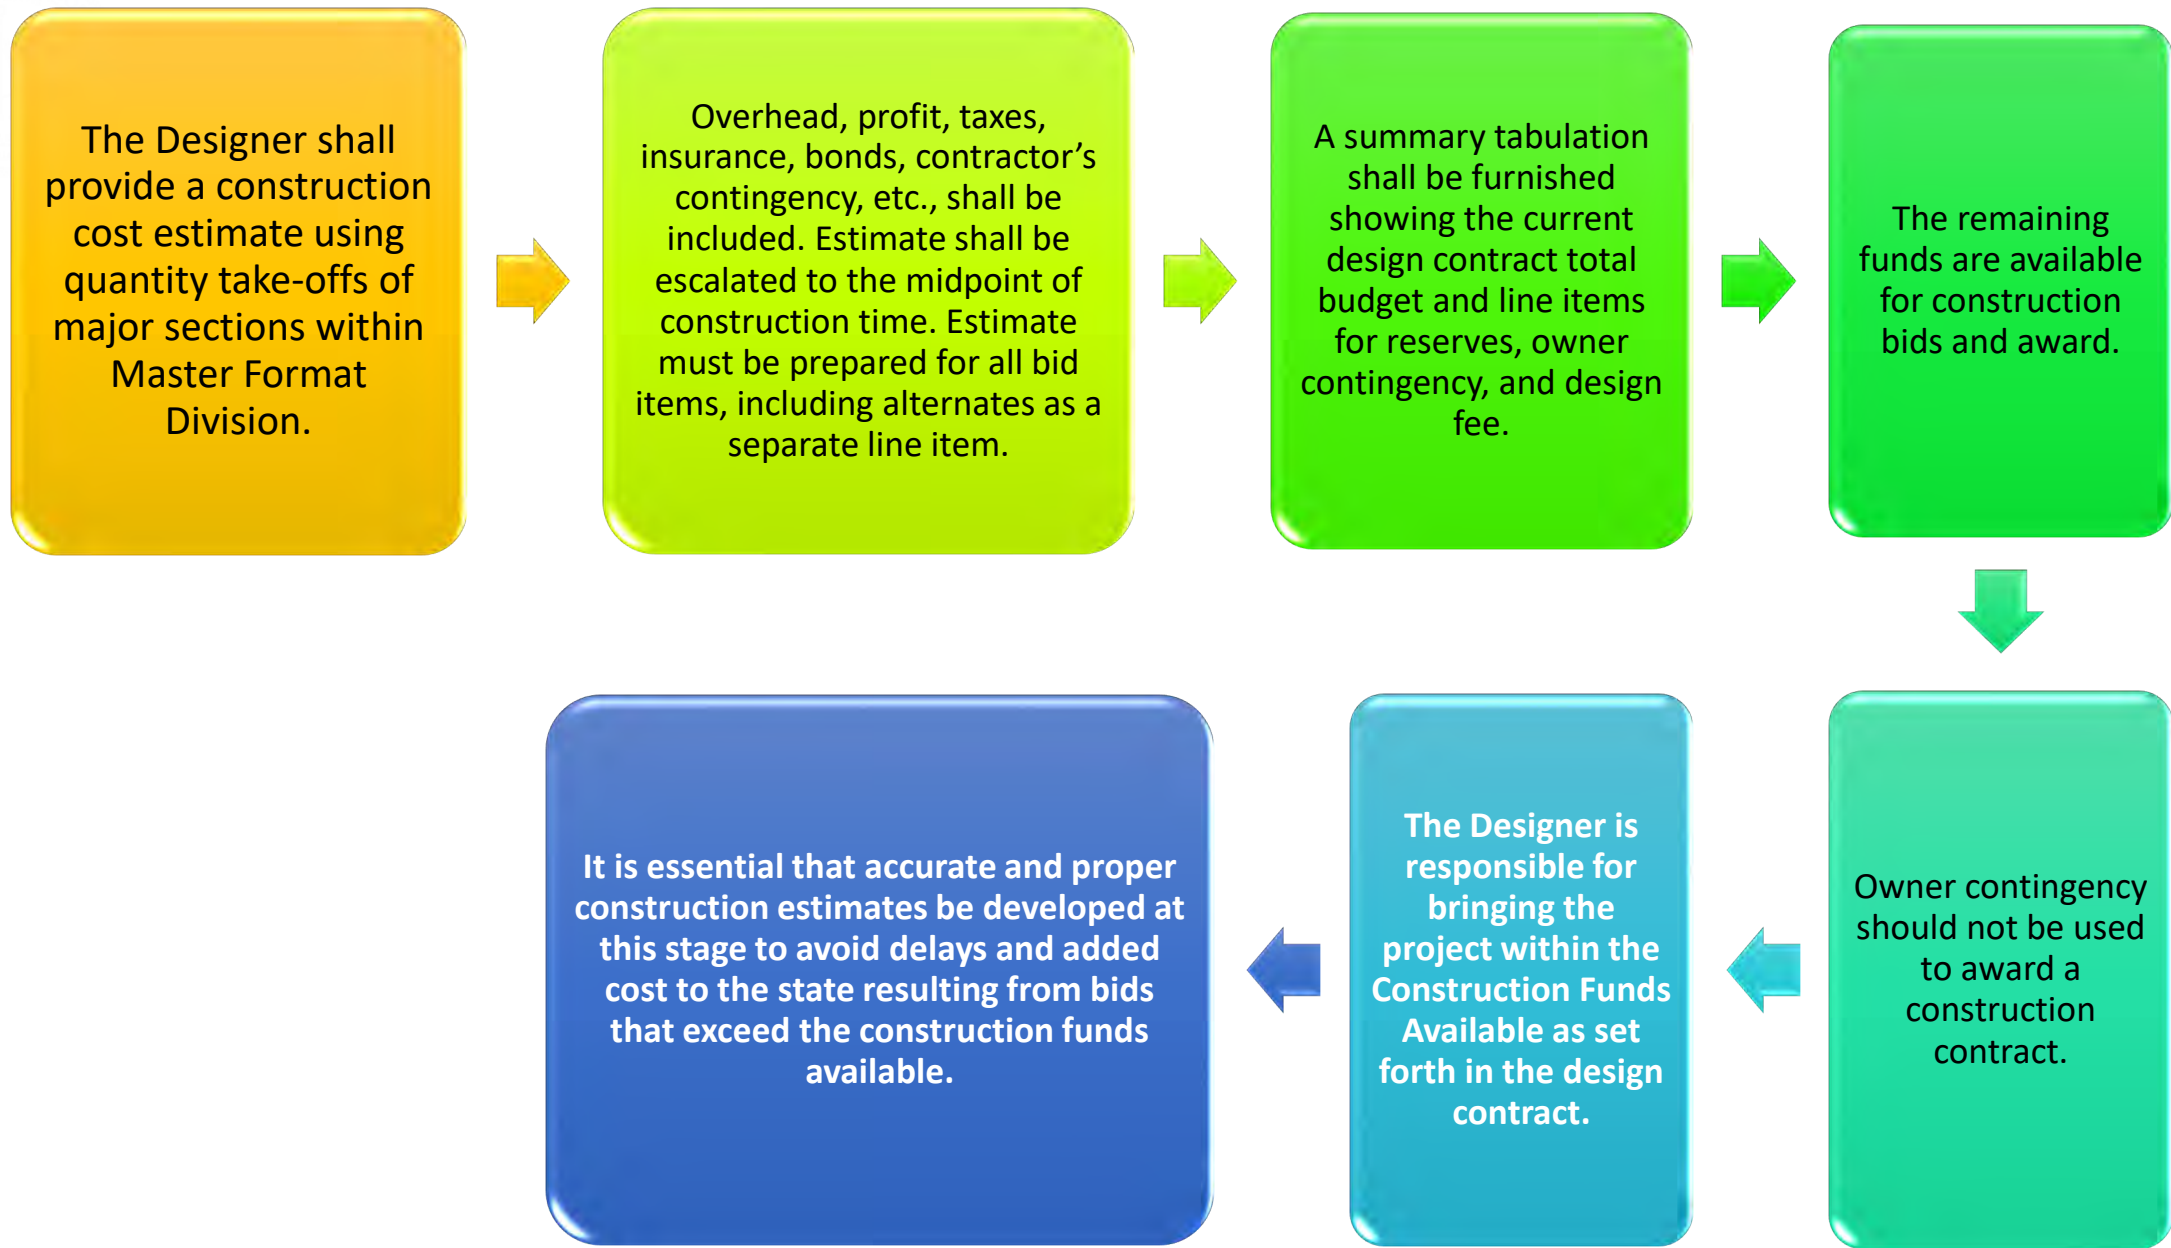 The Designer shall
provide a construction
cost estimate using
quantity take-offs of
major sections within
Master Format
Division.
Overhead, profit, taxes,
insurance, bonds, contractor’s
contingency, etc., shall be
included. Estimate shall be
escalated to the midpoint of
construction time. Estimate
must be prepared for all bid
items, including alternates as a
separate line item.
A summary tabulation
shall be furnished
showing the current
design contract total
budget and line items
for reserves, owner
contingency, and design
fee.
The remaining
funds are available
for construction
bids and award.
Owner contingency
should not be used
to award a
construction
contract.
The Designer is
responsible for
bringing the
project within the
Construction Funds
Available as set
forth in the design
contract.
It is essential that accurate and proper
construction estimates be developed at
this stage to avoid delays and added
cost to the state resulting from bids
that exceed the construction funds
available.